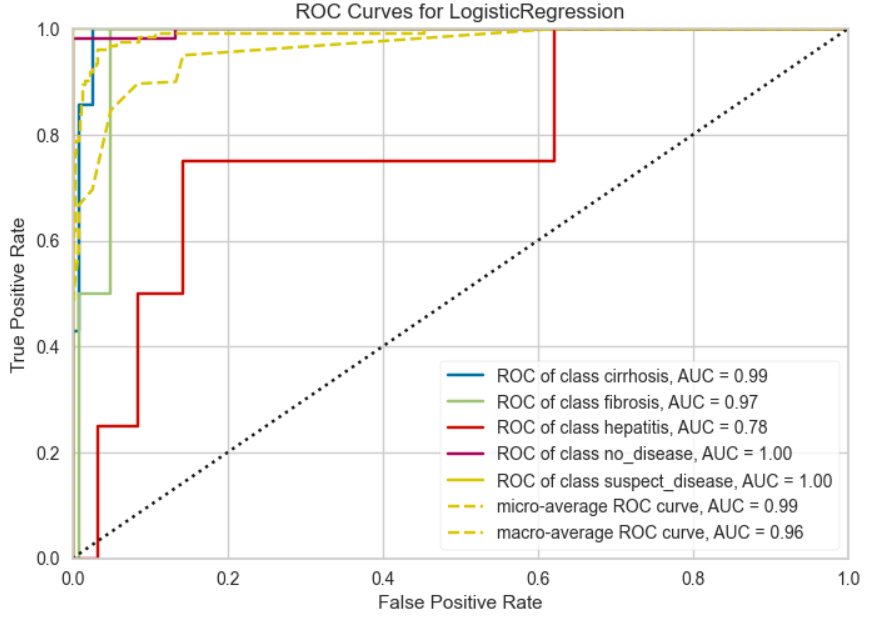 ROC Curves for LogisticRegression
1.0
0.8
0.6
0.4
0.2
0.0
True Positive Rate
ROC of class cirrhosis, AUC = 0.99
ROC of class fibrosis, AUC = 0.97
ROC of class hepatitis, AUC = 0.78
ROC of class no_disease, AUC = 1.00
ROC of class suspect_disease, AUC = 1.00
micro-average ROC curve, AUC = 0.99
macro-average ROC curve, AUC = 0.96
0.0 0.2 0.4 0.6 0.8 1.0
False Positive Rate